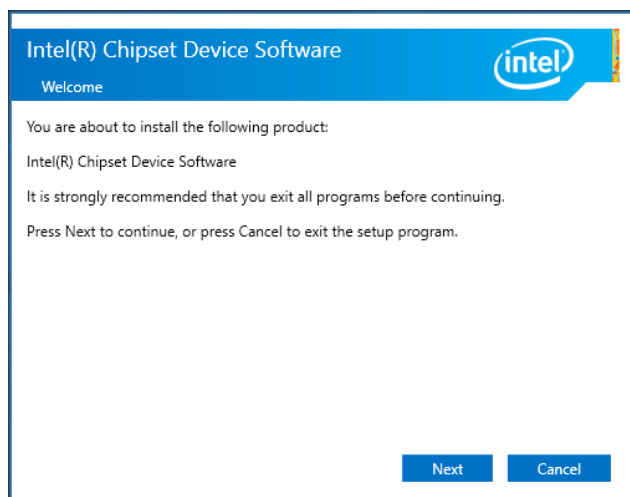 Intel(R) Chipset Device Software
intel
Welcome
You are about to install the following product:
Intel(R) Chipset Device Software
It is strongly recommended that you exit all programs before continuing.
Press Next to continue, or press Cancel to exit the setup program.
Next
Cancel